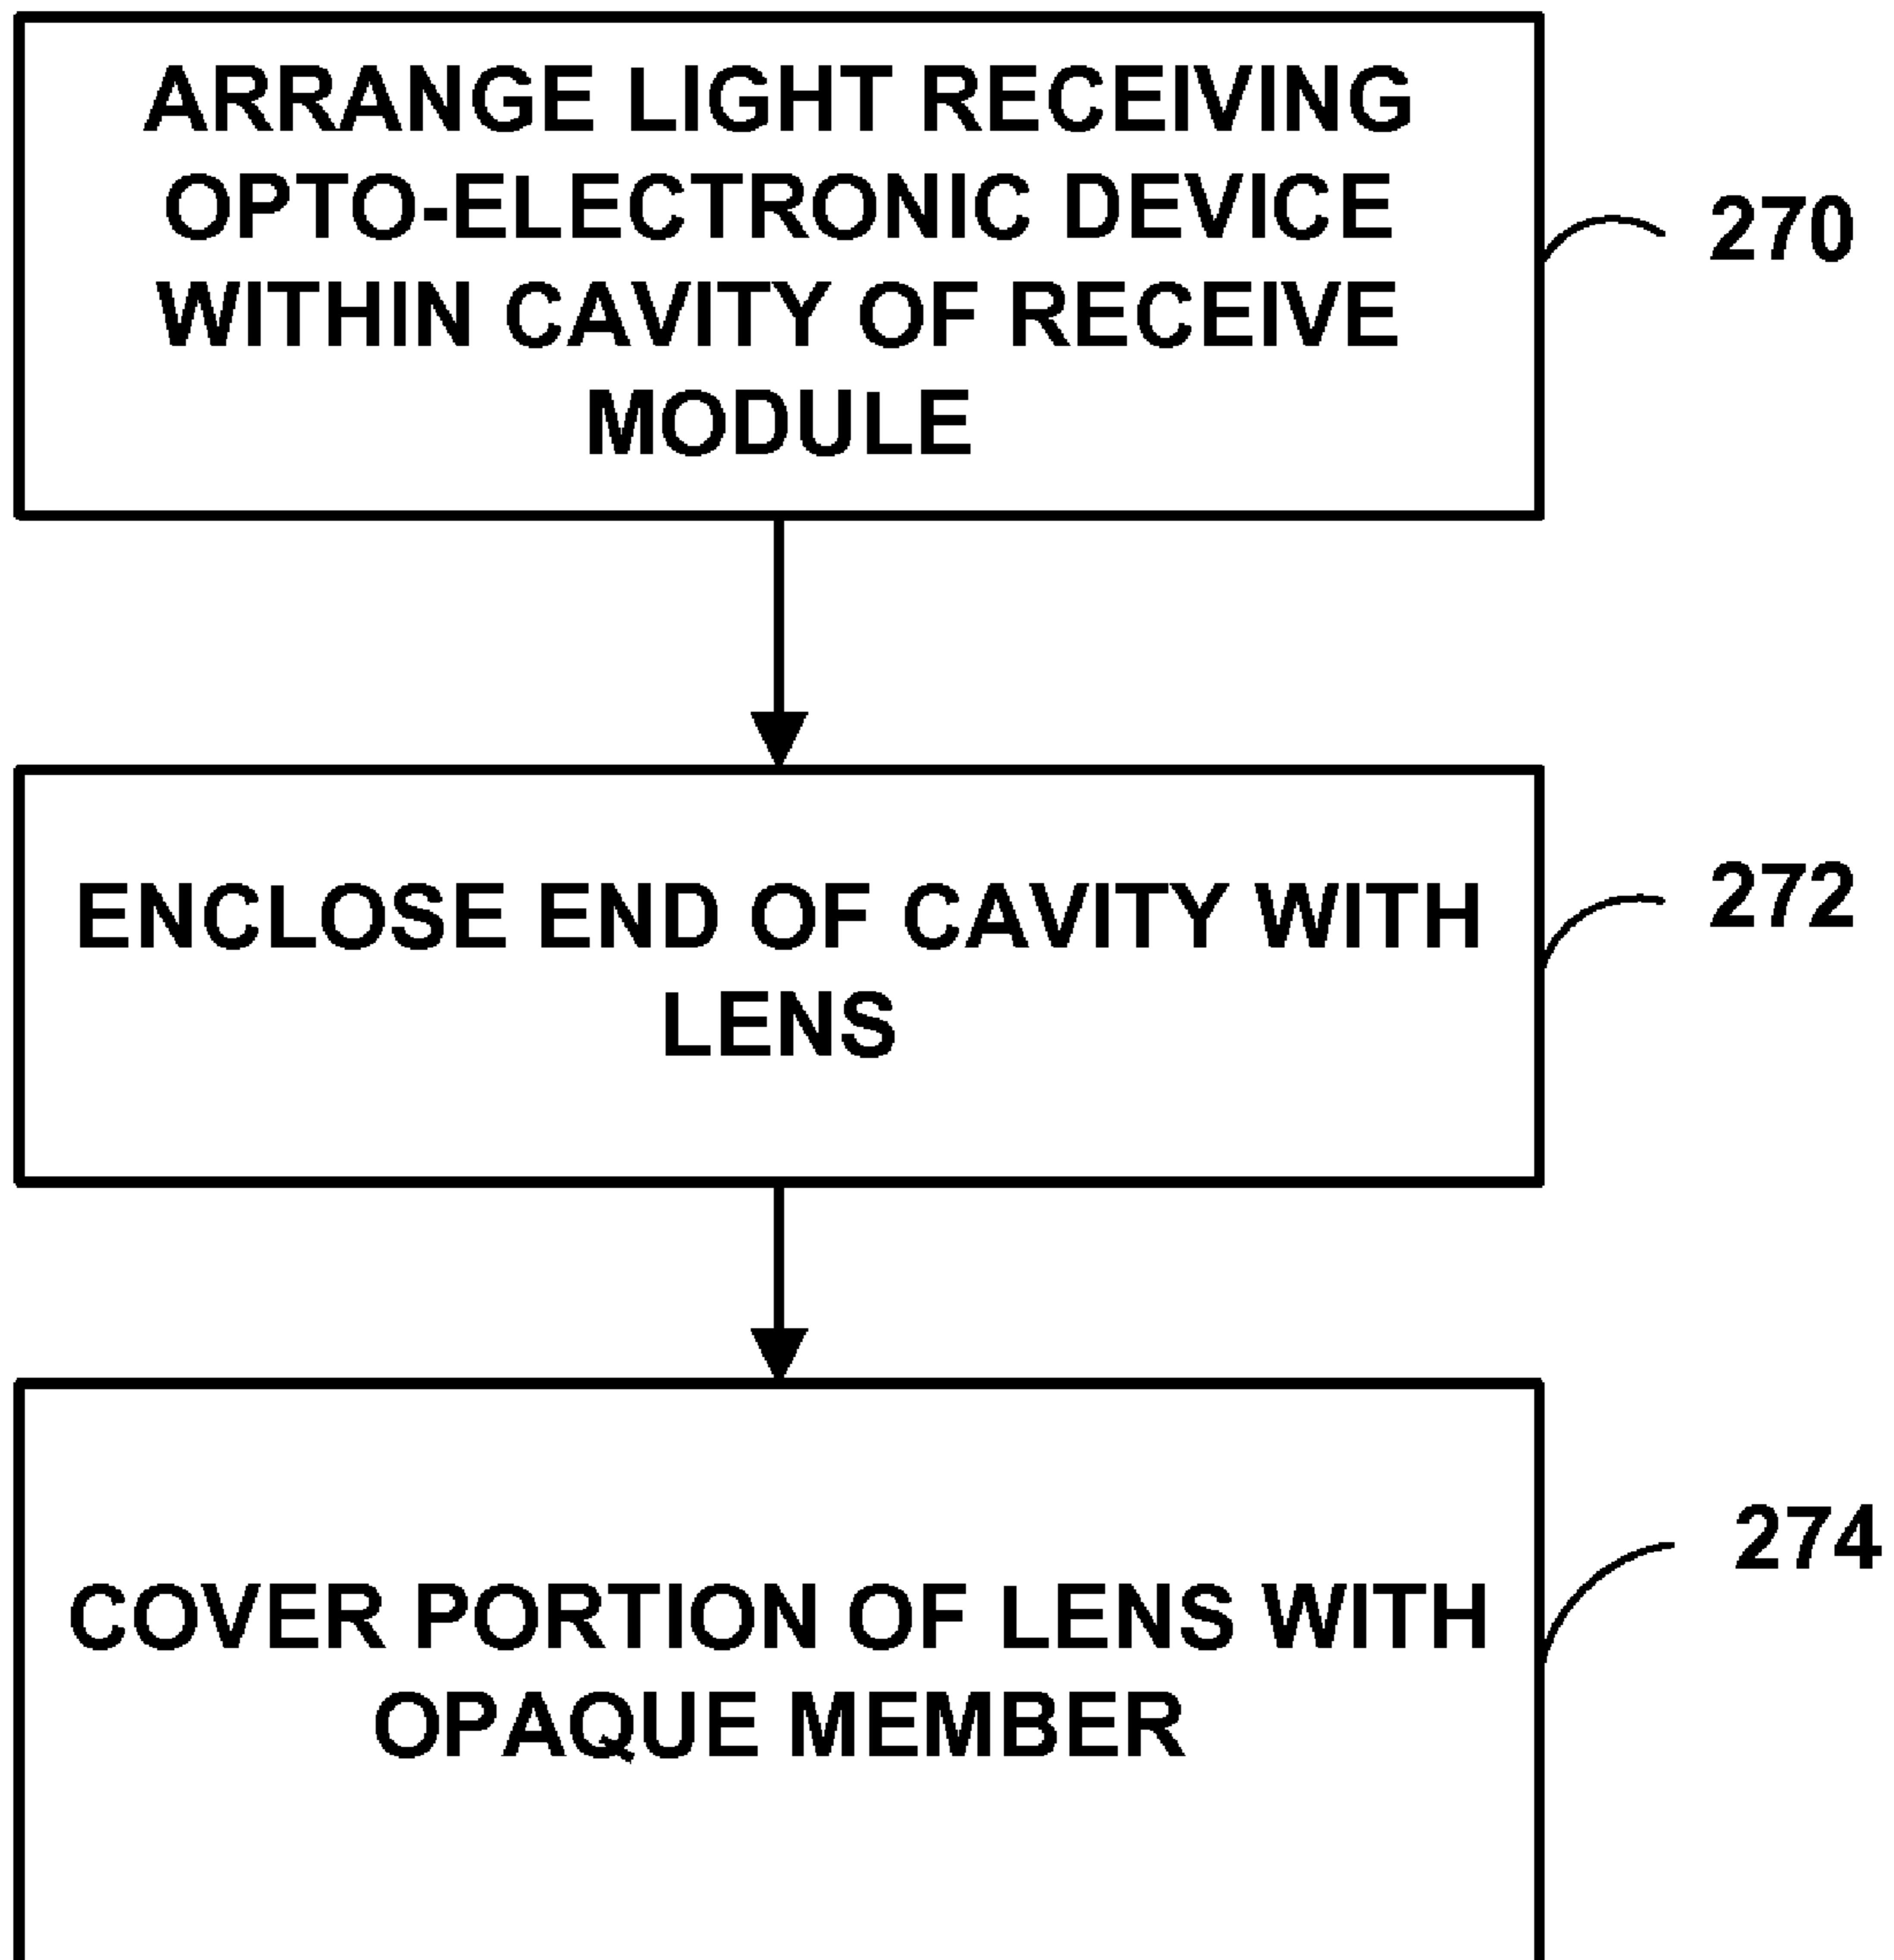 ARRANGE LIGHT RECEIVING
OPTO-ELECTRONIC DEVICE
WITHIN CAVITY OF RECEIVE
MODULE
270
ENCLOSE END OF CAVITY WITH
LENS
272
COVER PORTION OF LENS WITH
OPAQUE MEMBER
274